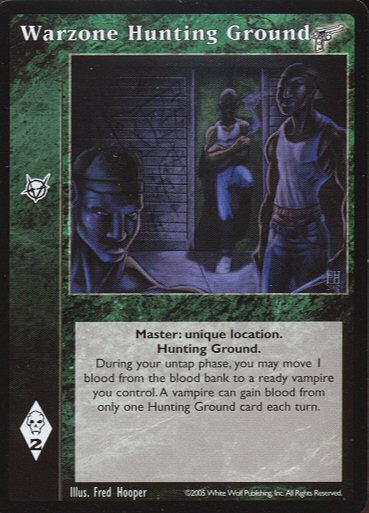 Warzone Hunting Ground
FH
Master: unique location.
Hunting Ground.
During your untap phase, you may move 1
blood from the blood bank to a ready vampire
you control. A vampire can gain blood from
only one Hunting Ground card each turn.
2
Illus. Fred Hooper
©2005 White Wolf Publishing, Inc. All Rights Reserved.